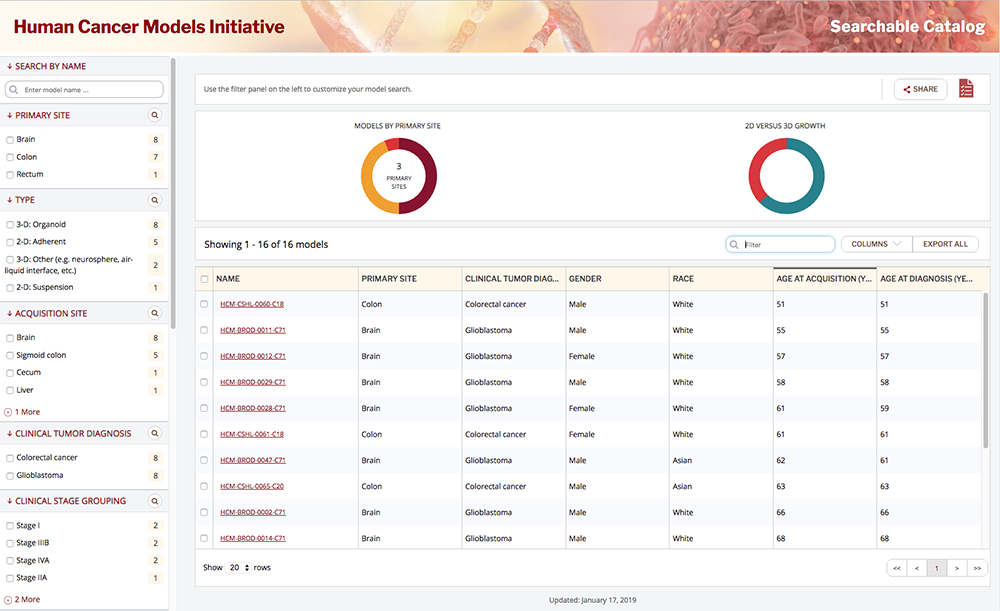 Human Cancer Models Initiative
Searchable Catalog
SEARCH BY NAME
Enter model name ...
PRIMARY SITE
Brain 8
Colon 7
Rectum 1
TYPE
3-D: Organoid 8
2-D: Adherent 5
3-D: Other (e.g. neurosphere, air-
liquid interface, etc.) 2
2-D: Suspension 1
ACQUISITION SITE
Brain 8
Sigmoid colon 5
Cecum 1
Liver 1
1 More
CLINICAL TUMOR DIAGNOSIS
Colorectal cancer 8
Glioblastoma 8
CLINICAL STAGE GROUPING
Stage I 2
Stage IIIB 2
Stage IVA 2
Stage IIA 1
2 More
Use the filter panel on the left to customize your model search.
SHARE
MODELS BY PRIMARY SITE
3
PRIMARY
SITES
2D VERSUS 3D GROWTH
Showing 1 - 16 of 16 models
Filter
COLUMNS
EXPORT ALL
NAME PRIMARY SITE CLINICAL TUMOR DIAG... GENDER RACE AGE AT ACQUISITION (Y... AGE AT DIAGNOSIS (YE...
HCM-CSHL-0060-C18 Colon Colorectal cancer Male White 51 51
HCM-BROD-0011-C71 Brain Glioblastoma Male White 55 55
HCM-BROD-0012-C71 Brain Glioblastoma Female White 57 57
HCM-BROD-0029-C71 Brain Glioblastoma Male White 58 58
HCM-BROD-0028-C71 Brain Glioblastoma Female White 61 59
HCM-CSHL-0061-C18 Colon Colorectal cancer Female White 61 61
HCM-BROD-0047-C71 Brain Glioblastoma Male Asian 62 61
HCM-CSHL-0065-C20 Colon Colorectal cancer Male Asian 63 63
HCM-BROD-0002-C71 Brain Glioblastoma Male White 66 66
HCM-BROD-0014-C71 Brain Glioblastoma Male White 68 68
Show 20 rows
<< < 1 > >>
Updated: January 17, 2019